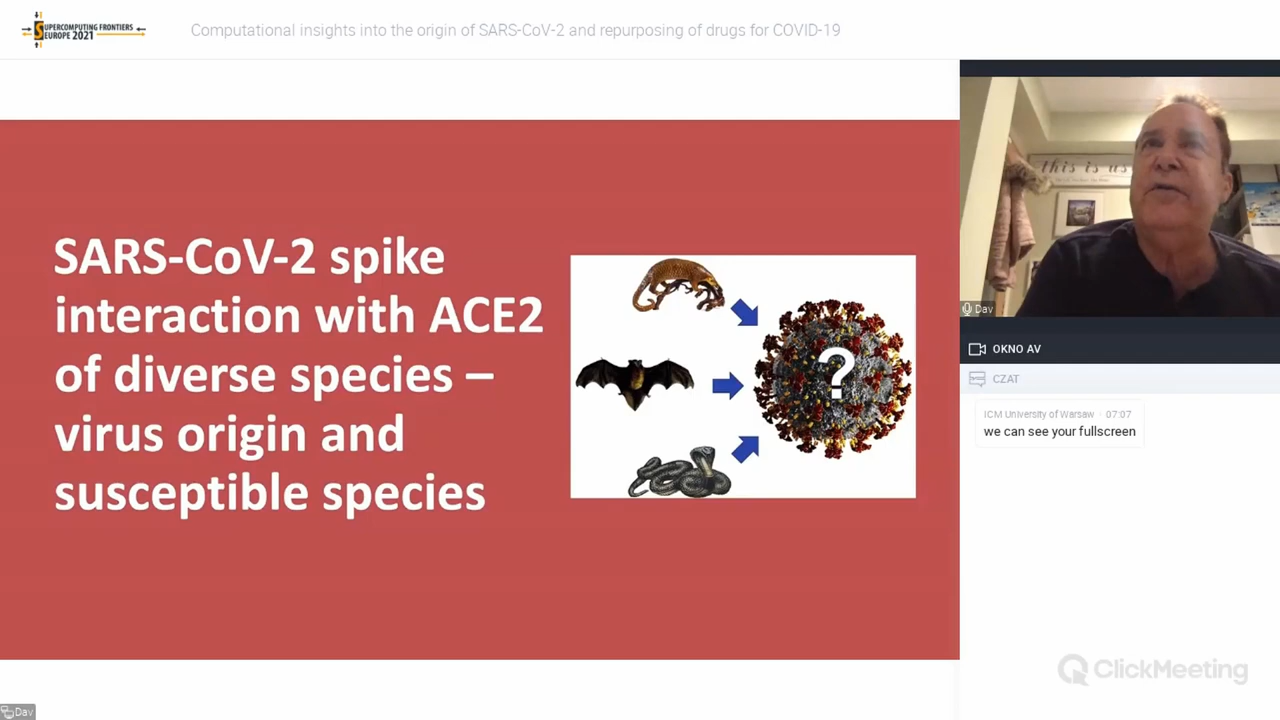 SUPERCOMPUTING FRONTIERS
EUROPE 2021
Computational insights into the origin of SARS-CoV-2 and repurposing of drugs for COVID-19
SARS-CoV-2 spike
interaction with ACE2
of diverse species –
virus origin and
susceptible species
?
this is us
Dav
OKNO AV
CZAT
ICM University of Warsaw · 07:07
we can see your fullscreen
ClickMeeting
Dav